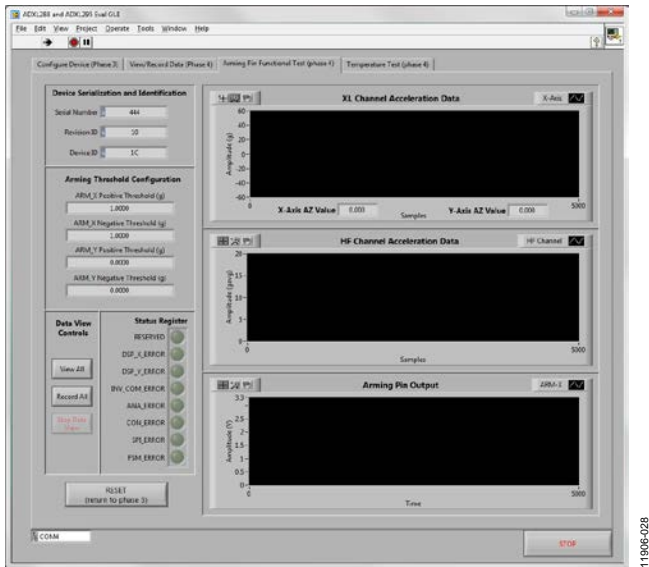 ADXL288 and ADXL295 Eval GUI
File Edit View Project Operate Tools Window Help
Configure Device (Phase 3)
View/Record Data (Phase 4)
Arming Pin Functional Test (phase 4)
Temperature Test (phase 4)
Device Serialization and Identification
Serial Number 444
Revision ID 10
Device ID 1C
Arming Threshold Configuration
ARM_X Positive Threshold (g)
1.0000
ARM_X Negative Threshold (g)
1.0000
ARM_Y Positive Threshold (g)
0.0000
ARM_Y Negative Threshold (g)
0.0000
Data View Controls
View All
Record All
Stop Data View
Status Register
RESERVED
DSP_X_ERROR
DSP_Y_ERROR
INV_COM_ERROR
ANA_ERROR
CON_ERROR
SPI_ERROR
PSM_ERROR
RESET
(return to phase 3)
XL Channel Acceleration Data
X-Axis
Amplitude (g)
60
40
20
0
-20
-40
-60
0
5000
X-Axis AZ Value 0.000
Samples
Y-Axis AZ Value 0.000
HF Channel Acceleration Data
HF Channel
20
15
10
5
0
0
5000
Samples
Arming Pin Output
ARM-X
Amplitude (V)
3.3
2.5
2
1.5
1
0.5
0
0
5000
Time
COM4
STOP
11906-028